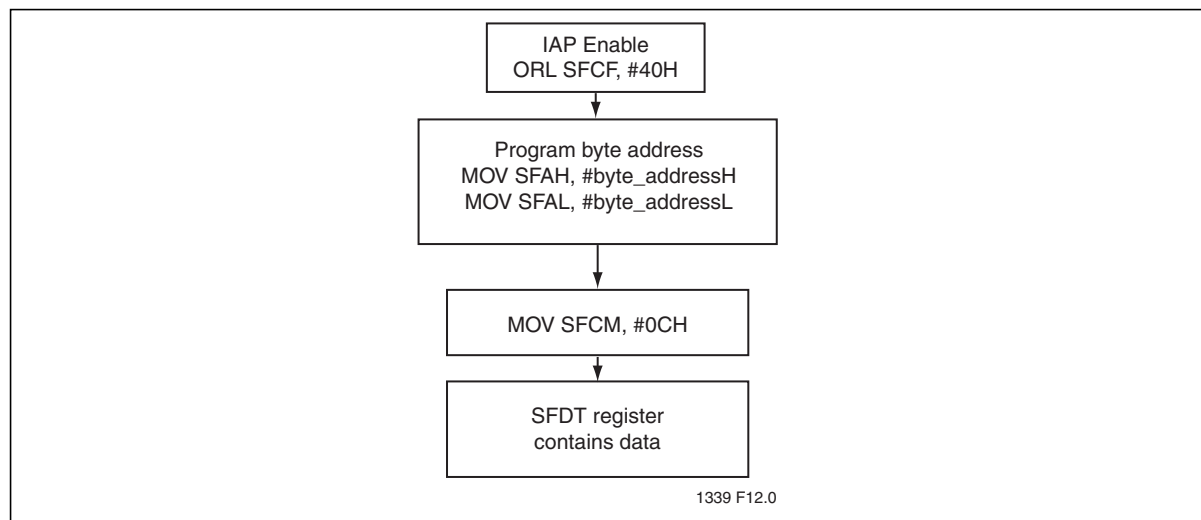 IAP Enable
ORL SFCF, #40H
Program byte address
MOV SFAH, #byte_addressH
MOV SFAL, #byte_addressL
MOV SFCM, #0CH
SFDT register
contains data
1339 F12.0